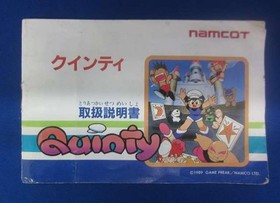 namcot
クインティ
とりあつかいせつめいしょ
取扱説明書
Quinty
©1989 GAME FREAK/NAMCO LTD.